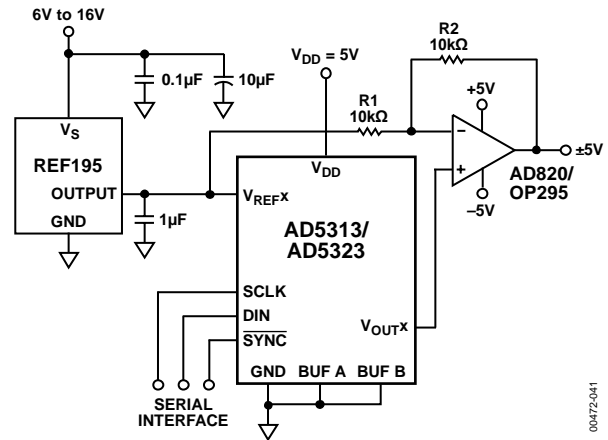 6V to 16V
0.1µF
10µF
VDD = 5V
R2
10kΩ
R1
10kΩ
+5V
−
+
–5V
±5V
AD820/
OP295
VS
REF195
OUTPUT
GND
1µF
VDD
VREFx
AD5313/
AD5323
SCLK
DIN
SYNC
VOUTx
GND
BUF A
BUF B
SERIAL
INTERFACE
00472-041